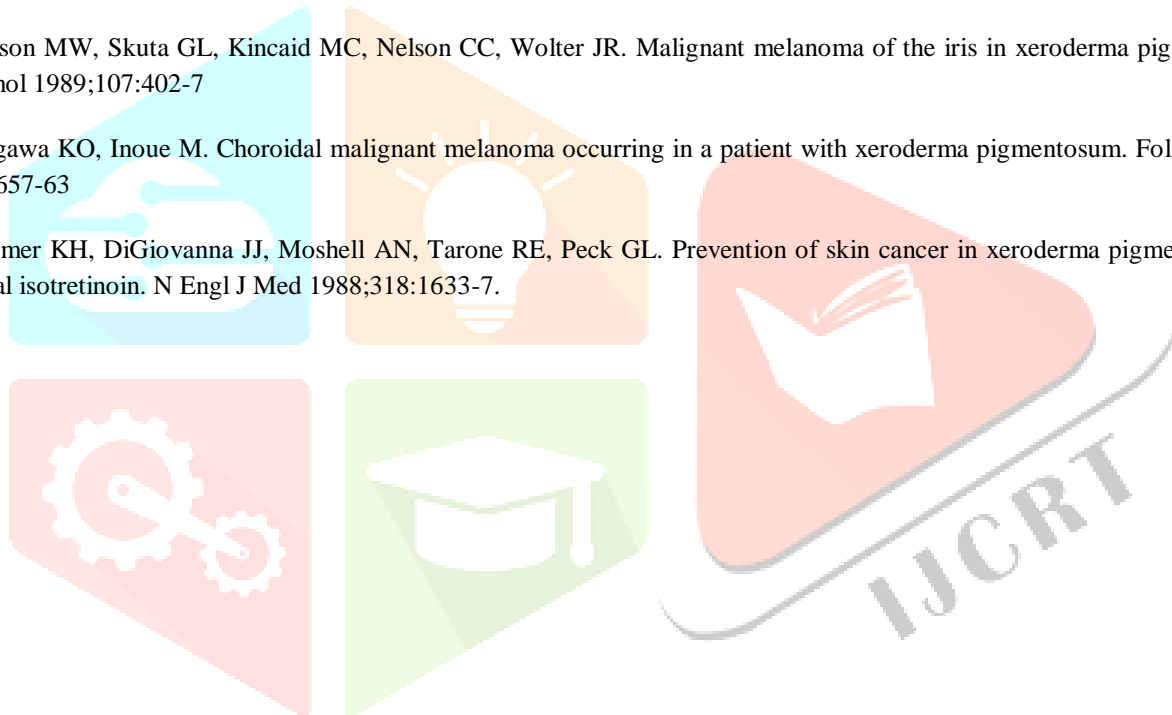 son MW, Skuta GL, Kincaid MC, Nelson CC, Wolter JR. Malignant melanoma of the iris in xeroderma pig
nol 1989;107:402-7
gawa KO, Inoue M. Choroidal malignant melanoma occurring in a patient with xeroderma pigmentosum. Fol
657-63
mer KH, DiGiovanna JJ, Moshell AN, Tarone RE, Peck GL. Prevention of skin cancer in xeroderma pigme
al isotretinoin. N Engl J Med 1988;318:1633-7.
IJCRT